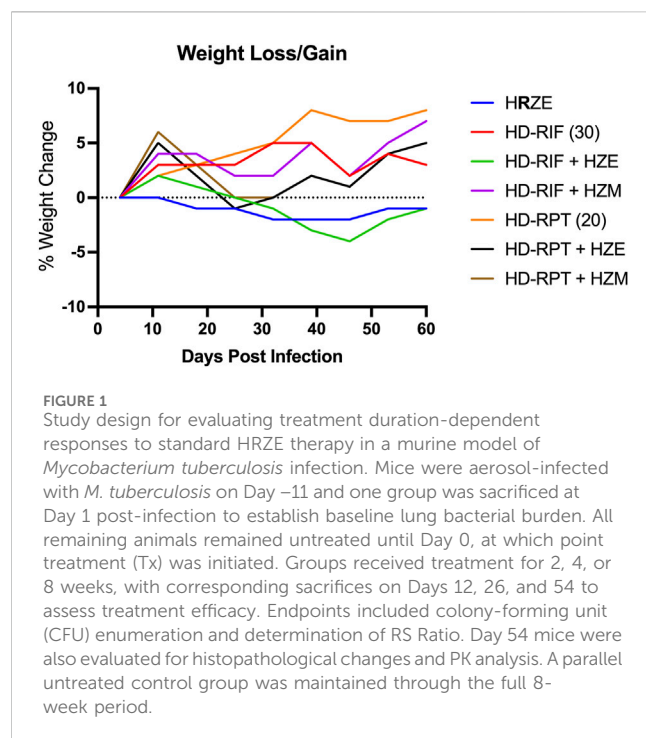 Weight Loss/Gain
% Weight Change
10
5
0
-5
-10
0
10
20
30
40
50
60
Days Post Infection
HRZE
HD-RIF (30)
HD-RIF + HZE
HD-RIF + HZM
HD-RPT (20)
HD-RPT + HZE
HD-RPT + HZM
FIGURE 1
Study design for evaluating treatment duration-dependent
responses to standard HRZE therapy in a murine model of
Mycobacterium tuberculosis infection. Mice were aerosol-infected
with M. tuberculosis on Day −11 and one group was sacrificed at
Day 1 post-infection to establish baseline lung bacterial burden. All
remaining animals remained untreated until Day 0, at which point
treatment (Tx) was initiated. Groups received treatment for 2, 4, or
8 weeks, with corresponding sacrifices on Days 12, 26, and 54 to
assess treatment efficacy. Endpoints included colony-forming unit
(CFU) enumeration and determination of RS Ratio. Day 54 mice were
also evaluated for histopathological changes and PK analysis. A parallel
untreated control group was maintained through the full 8-
week period.